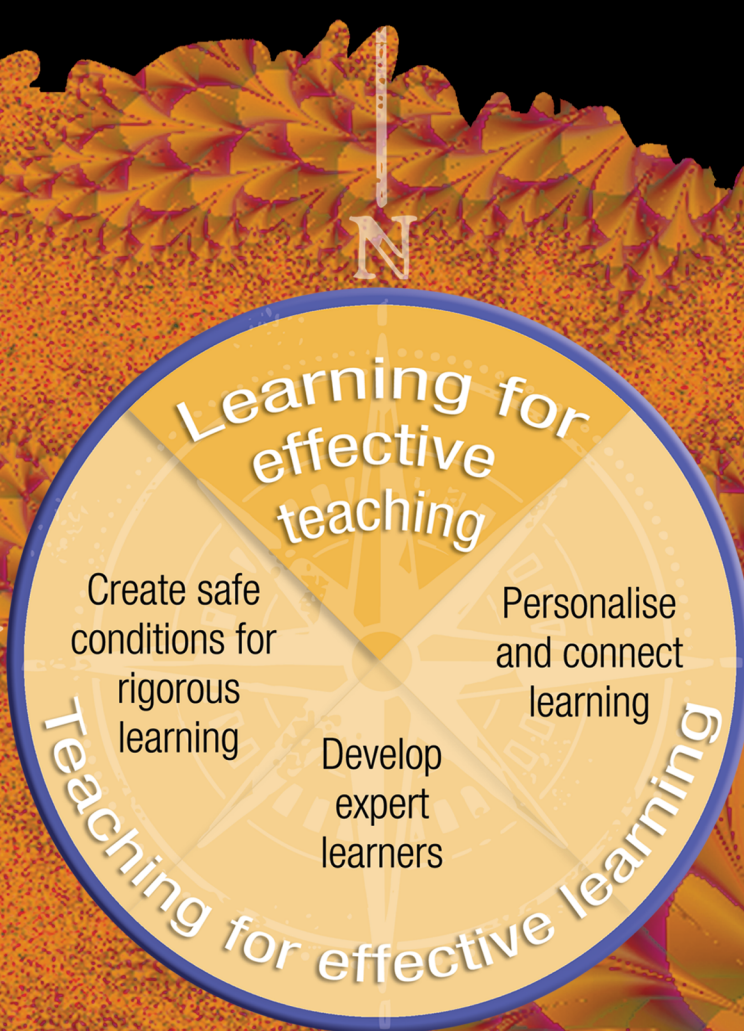 N
Learning for
effective
teaching
Create safe
conditions for
rigorous
learning
Personalise
and connect
learning
Develop
expert
learners
Teaching for effective learning